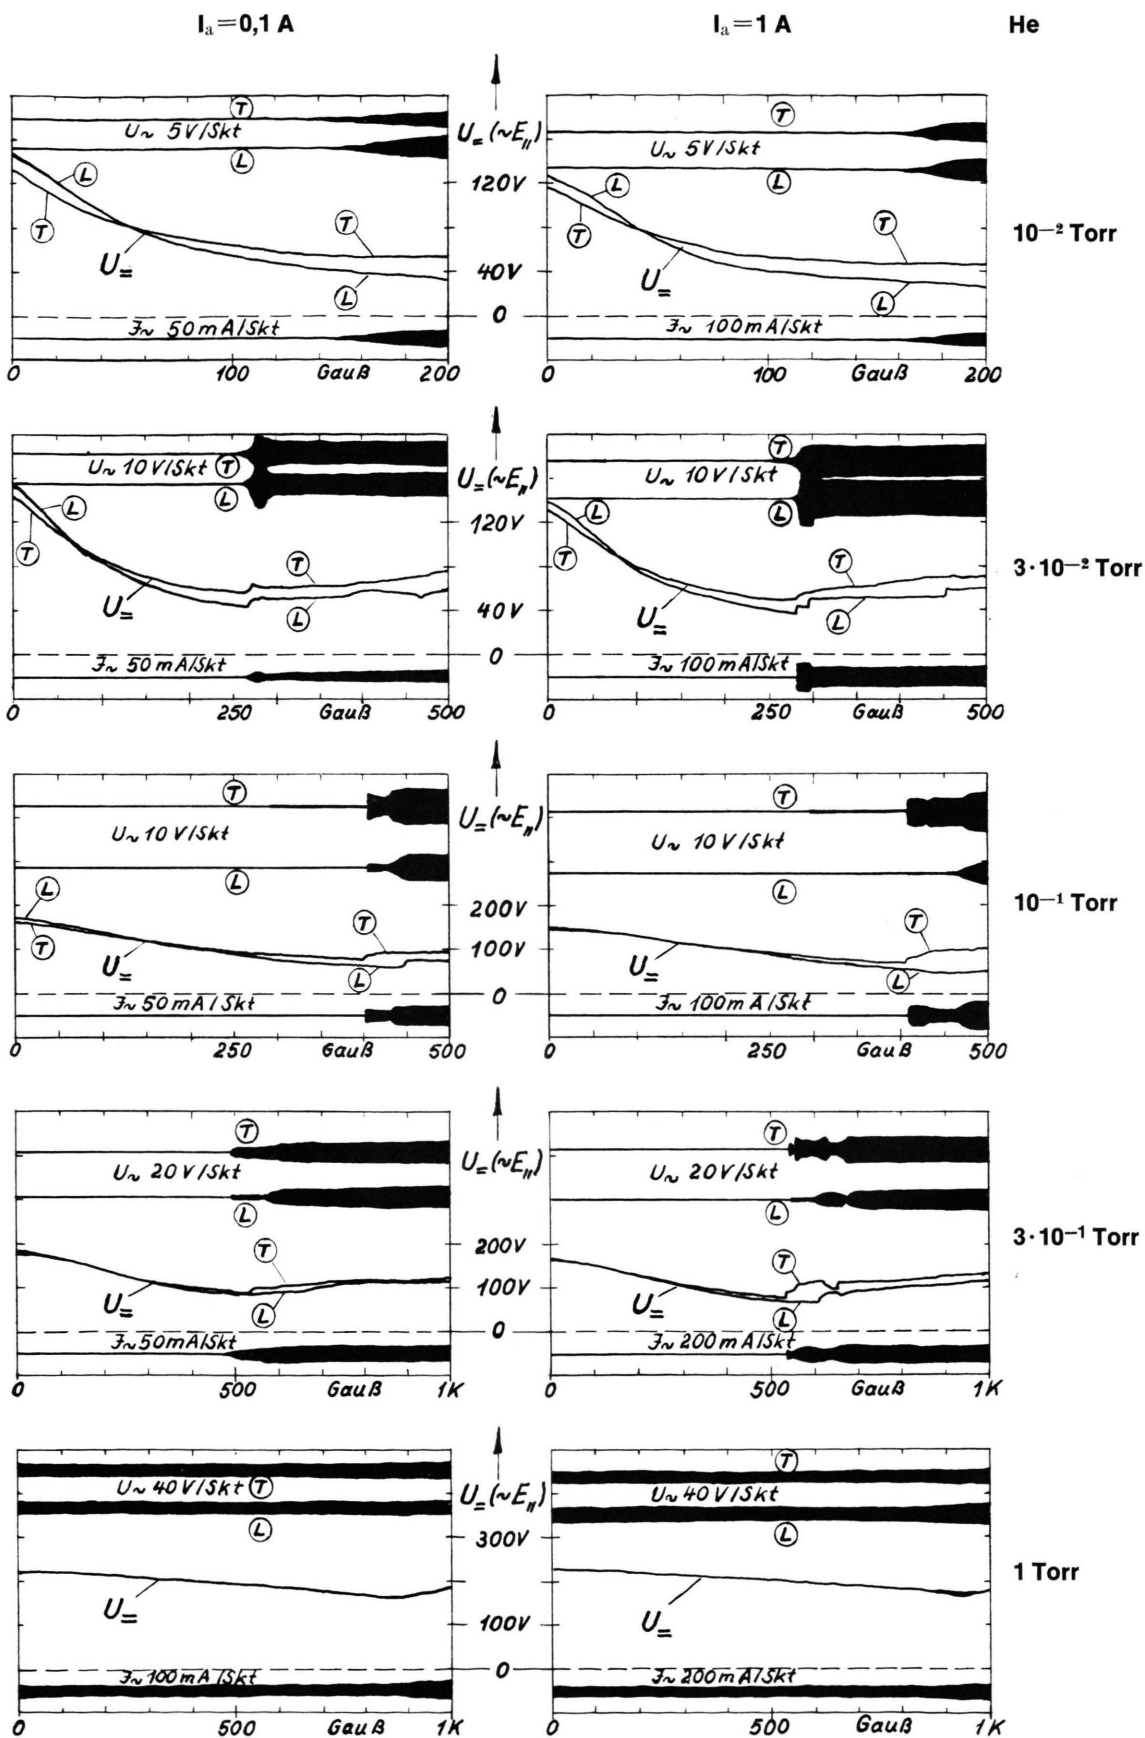 Iₐ=0,1 A
Iₐ=1 A
He
T
U~ 5V/Skt
L
L
T
T
U=
L
J~ 50mA/Skt
0 100 Gauß 200
U=(~E||)
120V
40V
0
T
U~ 5V/Skt
L
L
T
T
U=
L
J~ 100mA/Skt
0 100 Gauß 200
10⁻² Torr
U~ 10V/Skt T
L
L
T
T
U=
L
J~ 50mA/Skt
0 250 Gauß 500
U=(~E||)
120V
40V
0
T
U~ 10V/Skt
L
L
T
T
U=
L
J~ 100mA/Skt
0 250 Gauß 500
3·10⁻² Torr
T
U~ 10V/Skt
L
L
T
T
U=
L
J~ 50mA/Skt
0 250 Gauß 500
U=(~E||)
200V
100V
0
T
U~ 10V/Skt
L
T
U=
L
J~ 100mA/Skt
0 250 Gauß 500
10⁻¹ Torr
T
U~ 20V/Skt
L
T
U=
L
J~ 50mA/Skt
0 500 Gauß 1K
U=(~E||)
200V
100V
0
T
U~ 20V/Skt
L
T
U=
L
J~ 200mA/Skt
0 500 Gauß 1K
3·10⁻¹ Torr
U~ 40V/Skt T
L
U=
J~ 100mA/Skt
0 500 Gauß 1K
U=(~E||)
300V
100V
0
T
U~ 40V/Skt
L
U=
J~ 200mA/Skt
0 500 Gauß 1K
1 Torr